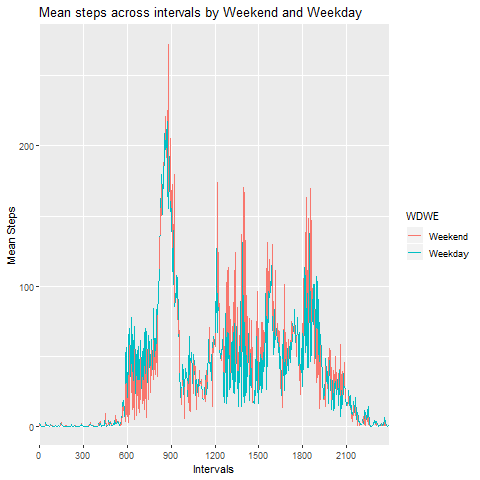 Mean steps across intervals by Weekend and Weekday
Mean Steps
200
100
0
0 300 600 900 1200 1500 1800 2100
Intervals
WDWE
Weekend
Weekday